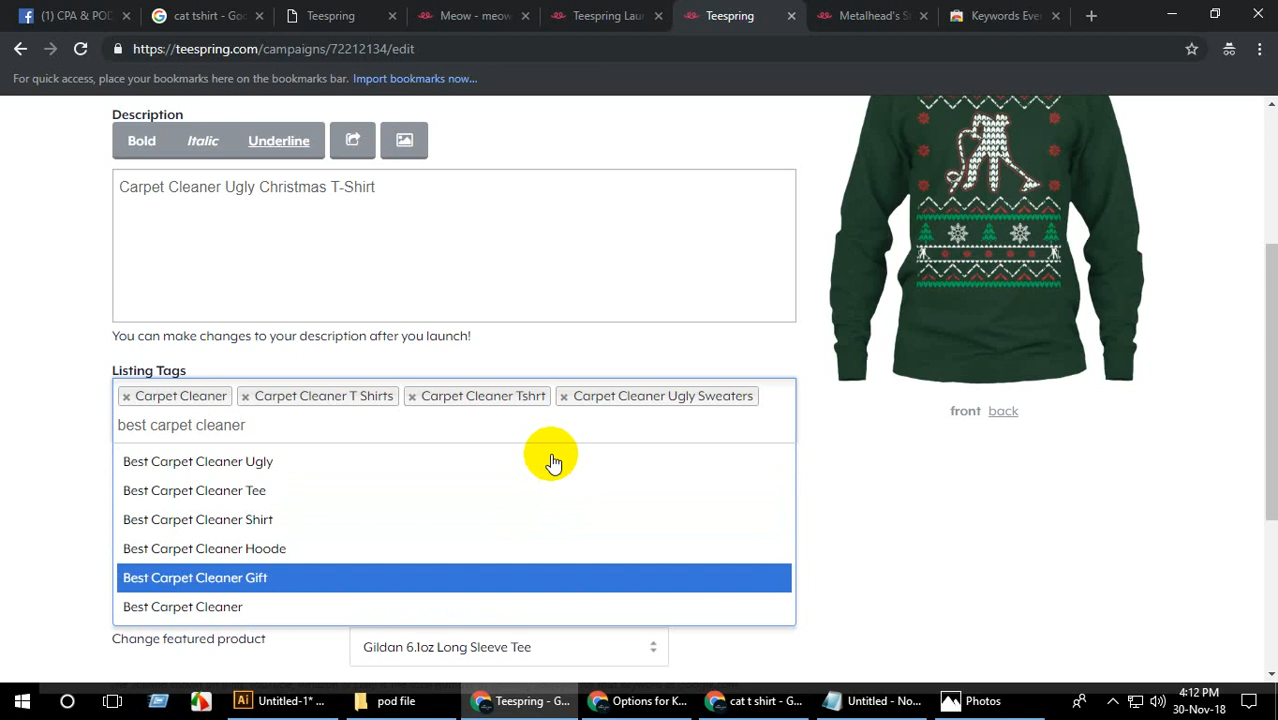 (1) CPA & POD
cat tshirt - Goo
Teespring
Meow - meow
Teespring Lau
Teespring
Metalhead's S
Keywords Eve
https://teespring.com/campaigns/72212134/edit
For quick access, place your bookmarks here on the bookmarks bar. Import bookmarks now...
Description
Bold Italic Underline
Carpet Cleaner Ugly Christmas T-Shirt
You can make changes to your description after you launch!
Listing Tags
× Carpet Cleaner × Carpet Cleaner T Shirts × Carpet Cleaner Tshrt × Carpet Cleaner Ugly Sweaters
best carpet cleaner
Best Carpet Cleaner Ugly
Best Carpet Cleaner Tee
Best Carpet Cleaner Shirt
Best Carpet Cleaner Hoode
Best Carpet Cleaner Gift
Best Carpet Cleaner
front back
Change featured product
Gildan 6.1oz Long Sleeve Tee
Untitled-1* ...
pod file
Teespring - G...
Options for K...
cat t shirt - G...
Untitled - No...
Photos
4:12 PM
30-Nov-18